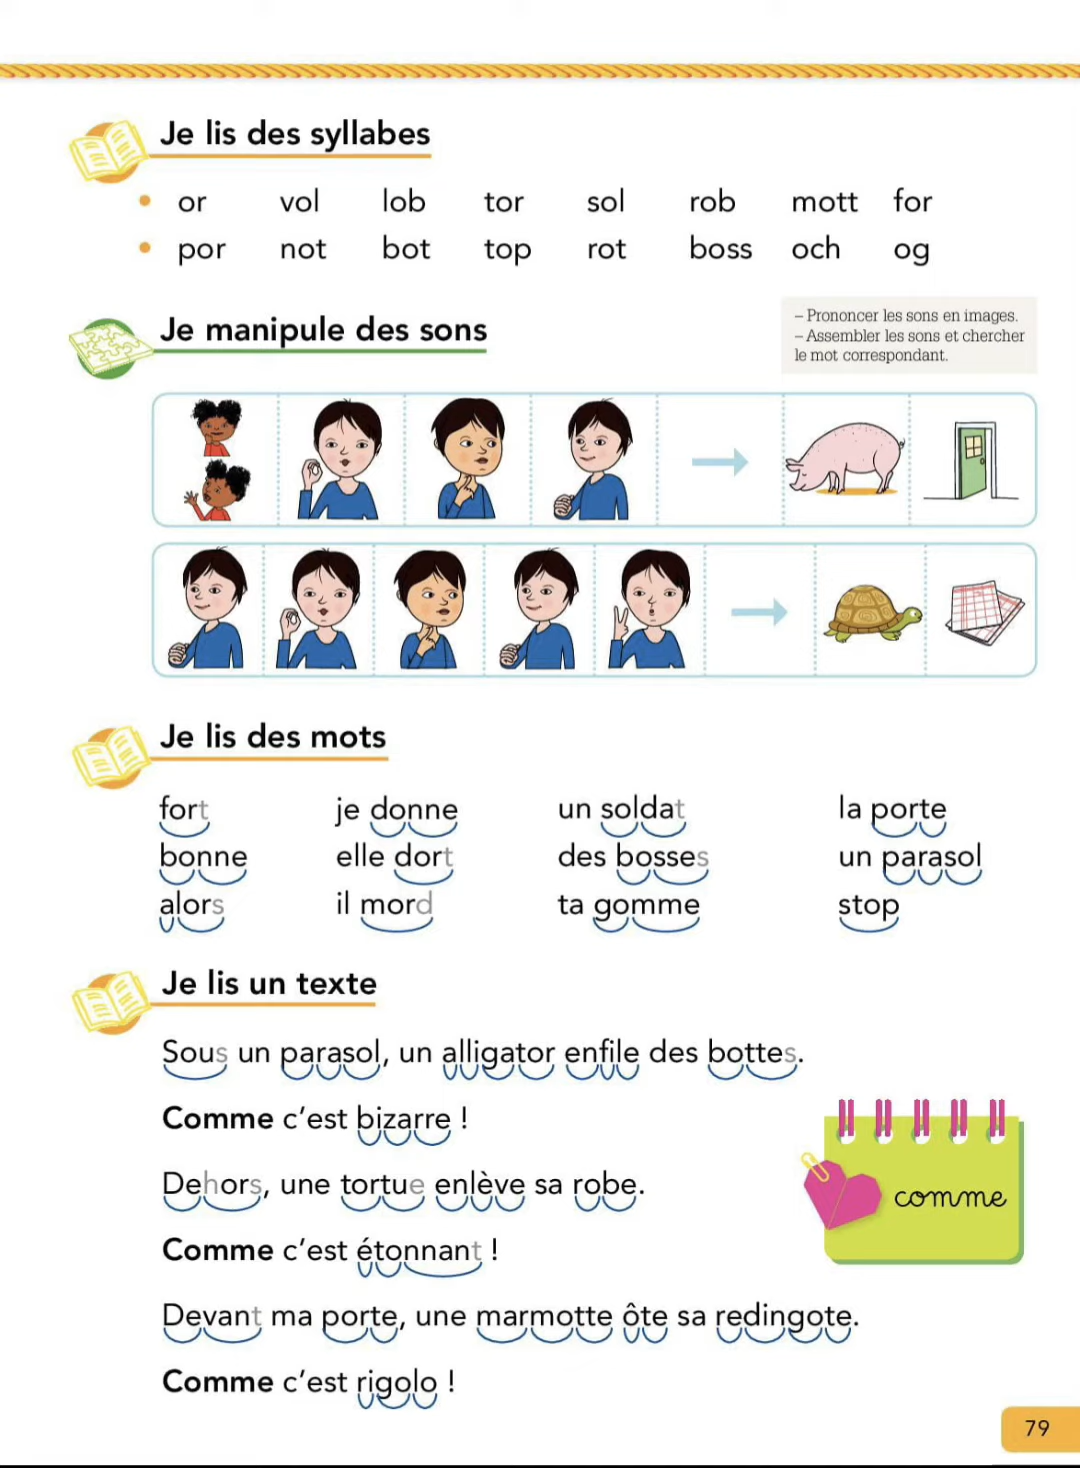 Je lis des syllabes
or vol lob tor sol rob mott for
por not bot top rot boss och og
Je manipule des sons
– Prononcer les sons en images.
– Assembler les sons et chercher
le mot correspondant.
Je lis des mots
fort je donne un soldat la porte
bonne elle dort des bosses un parasol
alors il mord ta gomme stop
Je lis un texte
Sous un parasol, un alligator enfile des bottes.
Comme c’est bizarre !
Dehors, une tortue enlève sa robe.
comme
Comme c’est étonnant !
Devant ma porte, une marmotte ôte sa redingote.
Comme c’est rigolo !
79